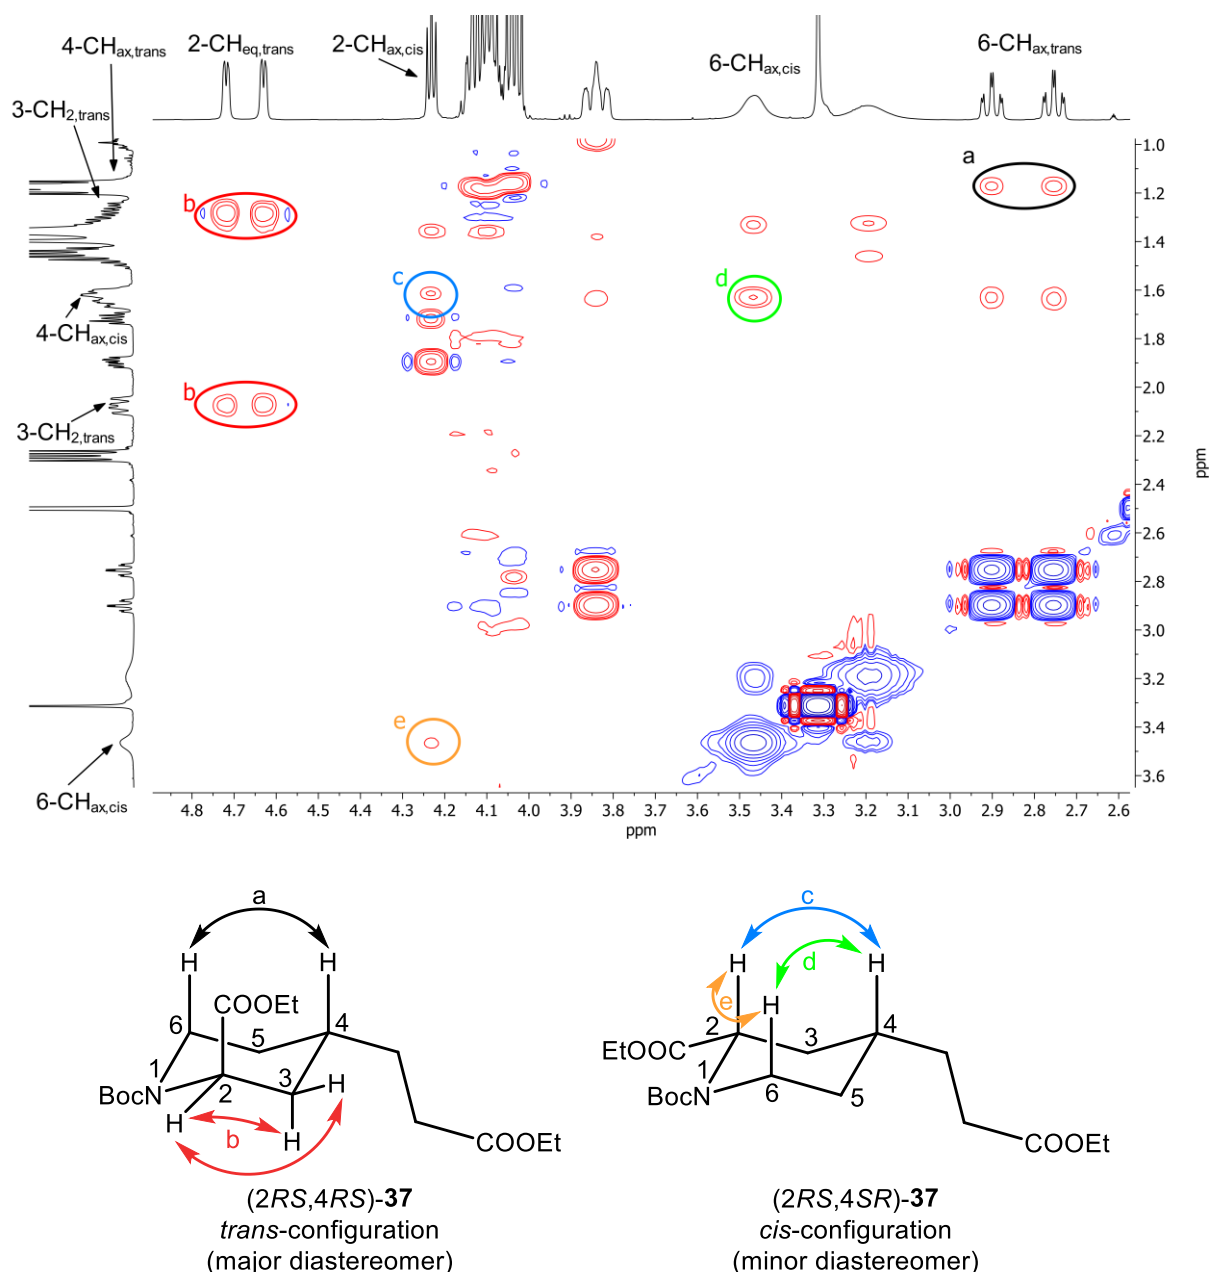 4-CHax,trans
2-CHeq,trans
2-CHax,cis
6-CHax,cis
6-CHax,trans
3-CH2,trans
4-CHax,cis
3-CH2,trans
6-CHax,cis
a
b
c
d
b
e
1.0
1.2
1.4
1.6
1.8
2.0
2.2
2.4
2.6
2.8
3.0
3.2
3.4
3.6
ppm
4.8 4.7 4.6 4.5 4.4 4.3 4.2 4.1 4.0 3.9 3.8 3.7 3.6 3.5 3.4 3.3 3.2 3.1 3.0 2.9 2.8 2.7 2.6
ppm
a
H H
COOEt
6 5 4
1 2 3 H
BocN
H b H
COOEt
(2RS,4RS)-37
trans-configuration
(major diastereomer)
c
d
H H
e H
2 3 4
EtOOC
1 6 5
BocN
COOEt
(2RS,4SR)-37
cis-configuration
(minor diastereomer)